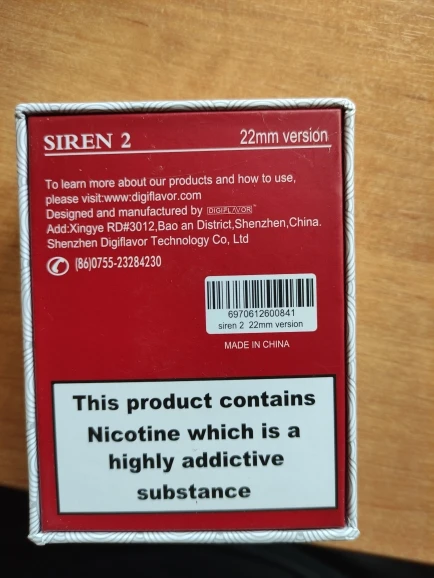 SIREN 2
22mm version
To learn more about our products and how to use,
please visit:www.digiflavor.com
Designed and manufactured by DIGIFLAVOR™
Add:Xingye RD#3012,Bao an District,Shenzhen,China.
Shenzhen Digiflavor Technology Co, Ltd
(86)0755-23284230
6970612600841
siren 2 22mm version
MADE IN CHINA
This product contains
Nicotine which is a
highly addictive
substance